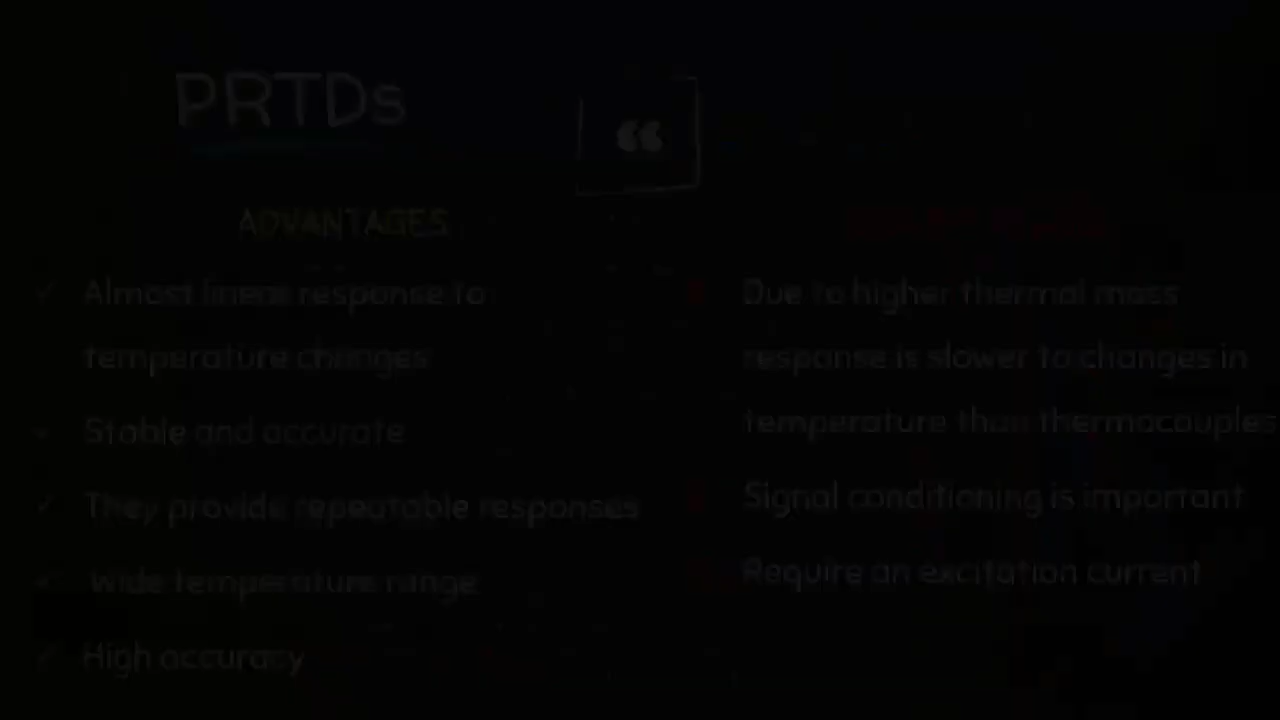 PRTDs
“
ADVANTAGES
Almost linear response to
temperature changes
Stable and accurate
They provide repeatable responses
Wide temperature range
High accuracy
Due to higher thermal mass
response is slower to changes in
temperature than thermocouples
Signal conditioning is important
Require an excitation current